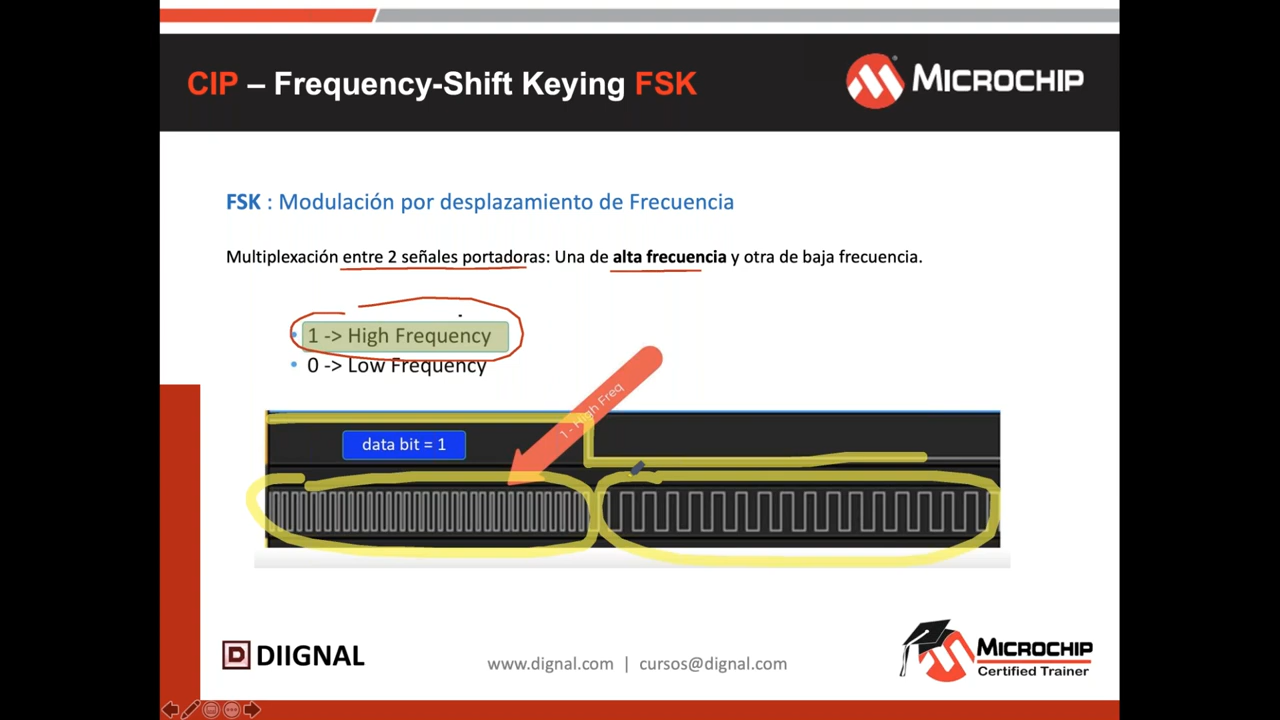 CIP – Frequency-Shift Keying FSK
MICROCHIP
FSK : Modulación por desplazamiento de Frecuencia
Multiplexación entre 2 señales portadoras: Una de alta frecuencia y otra de baja frecuencia.
• 1 -> High Frequency
• 0 -> Low Frequency
1 - High Freq
data bit = 1
D DIIGNAL
www.dignal.com | cursos@dignal.com
MICROCHIP
Certified Trainer